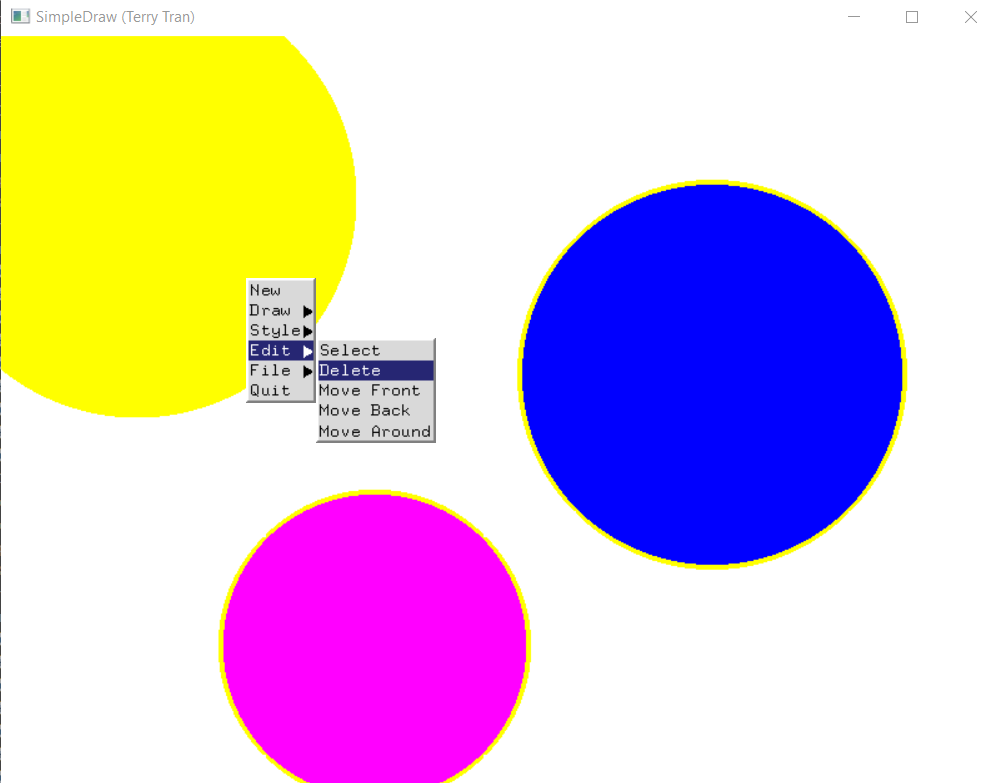 SimpleDraw (Terry Tran)
New
Draw
Style
Edit
File
Quit
Select
Delete
Move Front
Move Back
Move Around